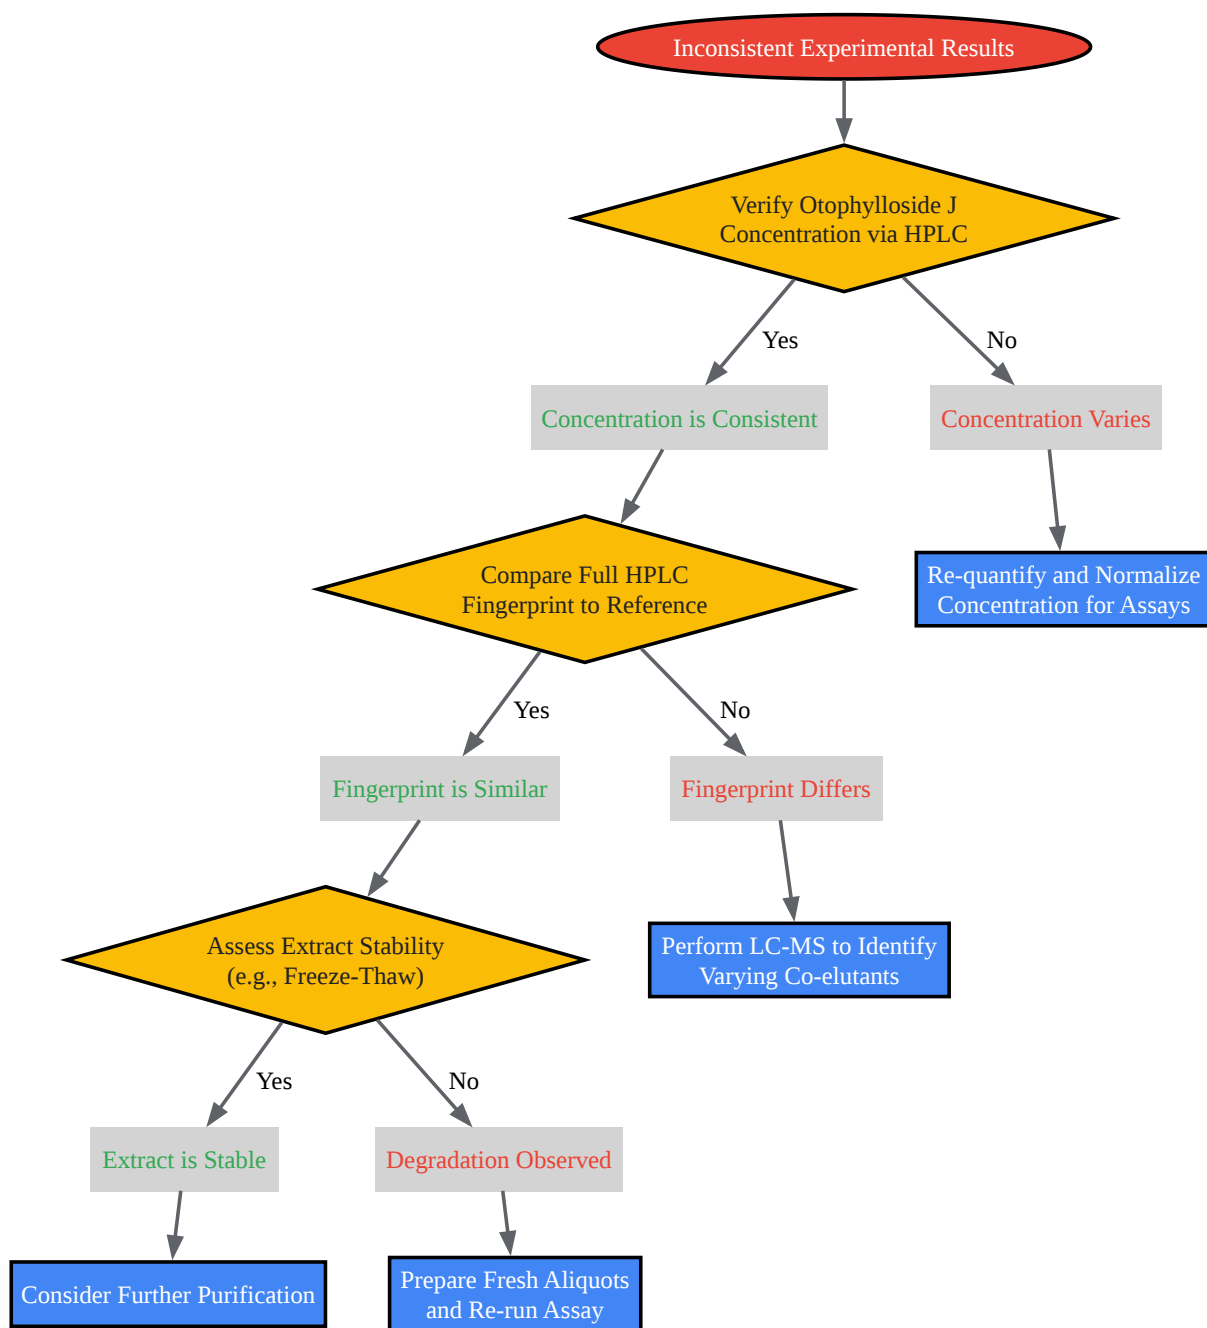 Inconsistent Experimental Results
Verify Otophylloside J
Concentration via HPLC
Yes
No
Concentration is Consistent
Concentration Varies
Compare Full HPLC
Fingerprint to Reference
Re-quantify and Normalize
Concentration for Assays
Yes
No
Fingerprint is Similar
Fingerprint Differs
Assess Extract Stability
(e.g., Freeze-Thaw)
Perform LC-MS to Identify
Varying Co-elutants
Yes
No
Extract is Stable
Degradation Observed
Consider Further Purification
Prepare Fresh Aliquots
and Re-run Assay